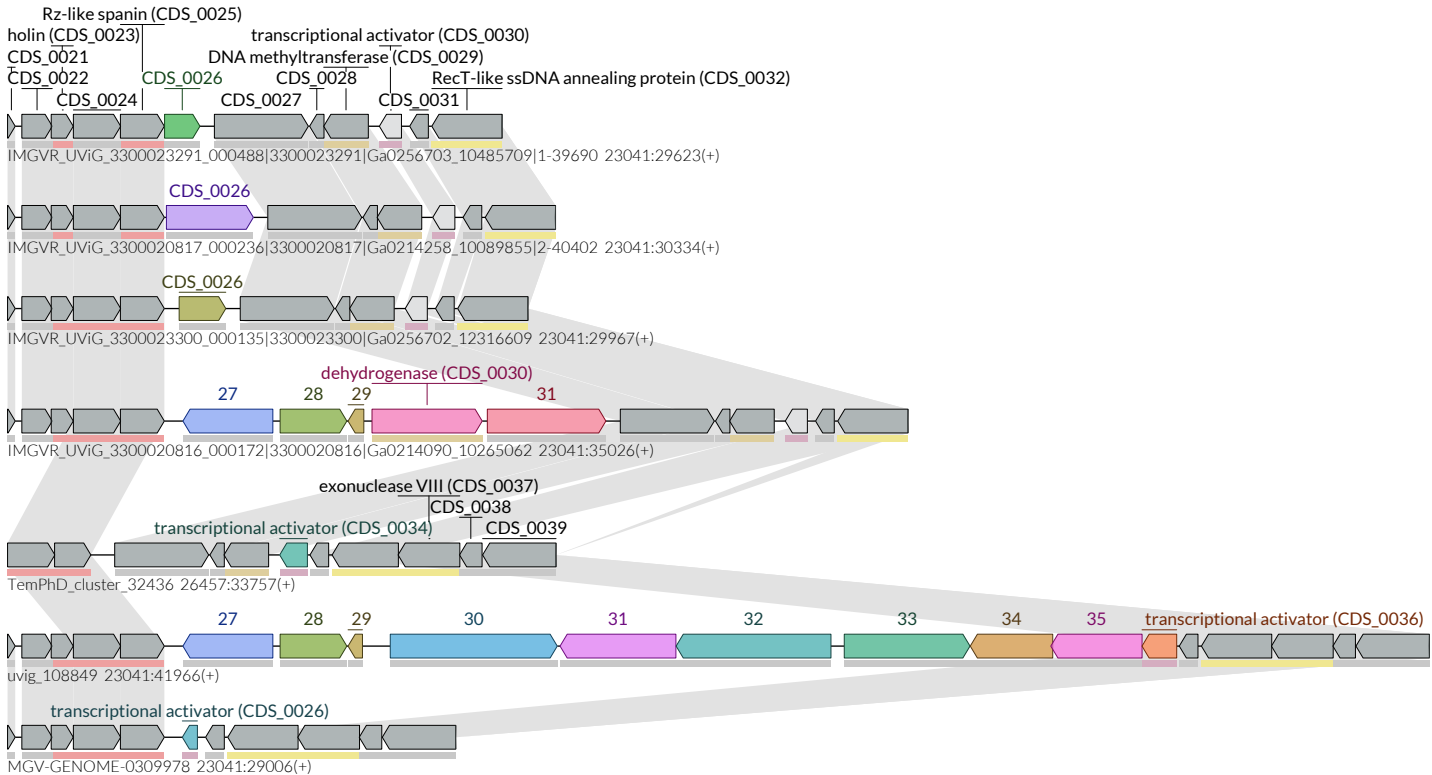 Rz-like spanin (CDS_0025)
holin (CDS_0023)
transcriptional activator (CDS_0030)
CDS_0021
DNA methyltransferase (CDS_0029)
CDS_0022
CDS_0026
CDS_0028
RecT-like ssDNA annealing protein (CDS_0032)
CDS_0024
CDS_0027
CDS_0031
IMGVR_UViG_3300023291_000488|3300023291|Ga0256703_10485709|1-39690 23041:29623(+)
CDS_0026
IMGVR_UViG_3300020817_000236|3300020817|Ga0214258_10089855|2-40402 23041:30334(+)
CDS_0026
IMGVR_UViG_3300023300_000135|3300023300|Ga0256702_12316609 23041:29967(+)
dehydrogenase (CDS_0030)
27 28 29 31
IMGVR_UViG_3300020816_000172|3300020816|Ga0214090_10265062 23041:35026(+)
exonuclease VIII (CDS_0037)
CDS_0038
transcriptional activator (CDS_0034)
CDS_0039
TemPhD_cluster_32436 26457:33757(+)
27 28 29 30 31 32 33 34 35 transcriptional activator (CDS_0036)
uvig_108849 23041:41966(+)
transcriptional activator (CDS_0026)
MGV-GENOME-0309978 23041:29006(+)